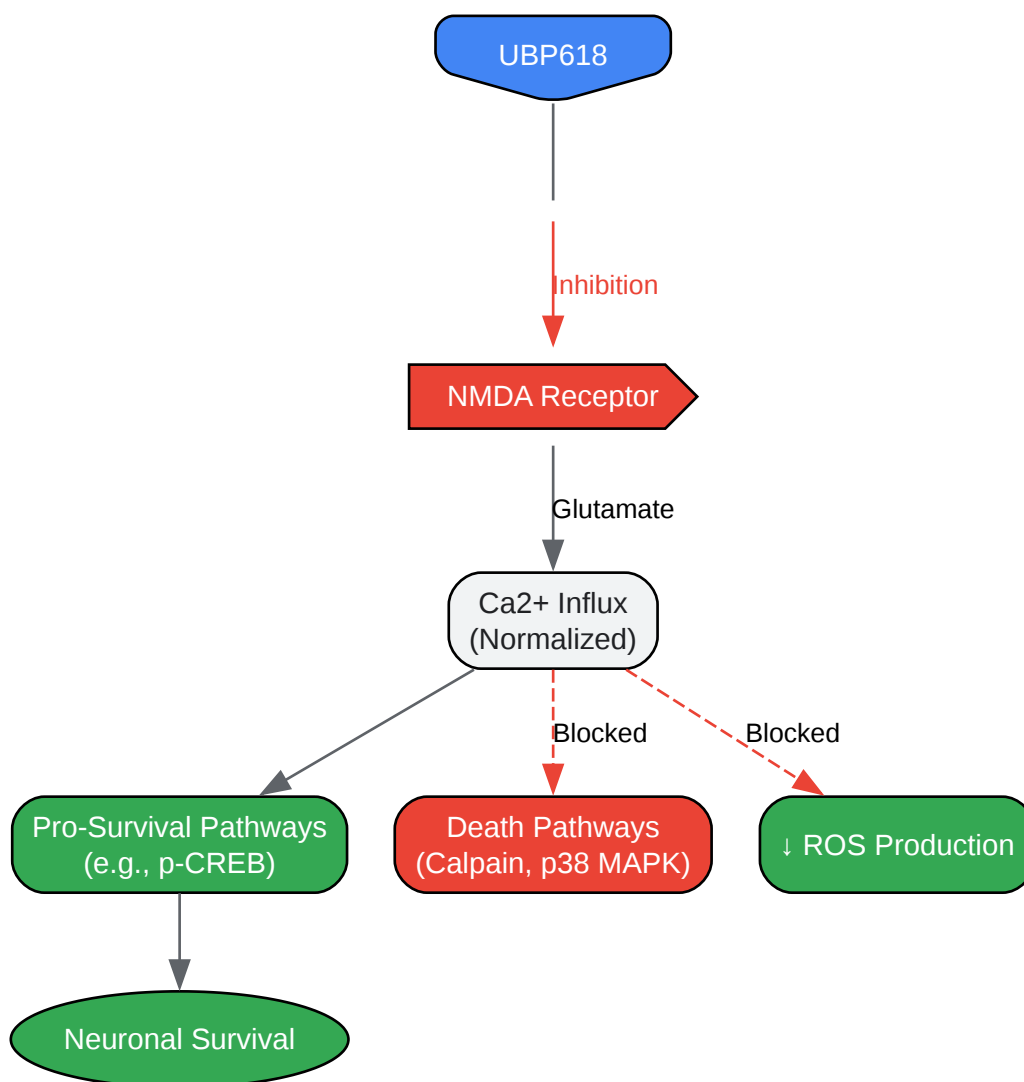 UBP618
Inhibition
NMDA Receptor
Glutamate
Ca2+ Influx
(Normalized)
Blocked
Blocked
Pro-Survival Pathways
(e.g., p-CREB)
Death Pathways
(Calpain, p38 MAPK)
↓ ROS Production
Neuronal Survival